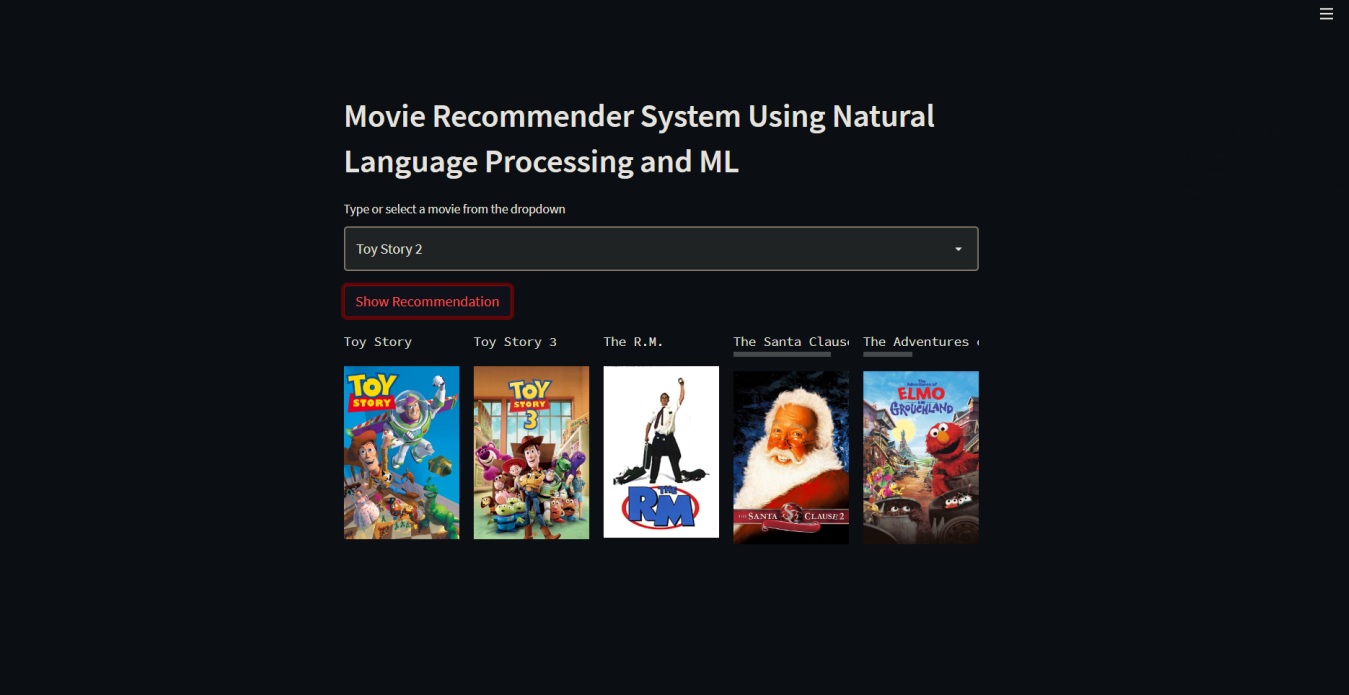 Movie Recommender System Using Natural
Language Processing and ML
Type or select a movie from the dropdown
Toy Story 2
Show Recommendation
Toy Story
Toy Story 3
The R.M.
The Santa Claus
The Adventures
TOY
STORY
TOY
STORY
3
THE
RM
THE SANTA CLAUSE 2
The Adventures of
ELMO
IN
GROUCHLAND